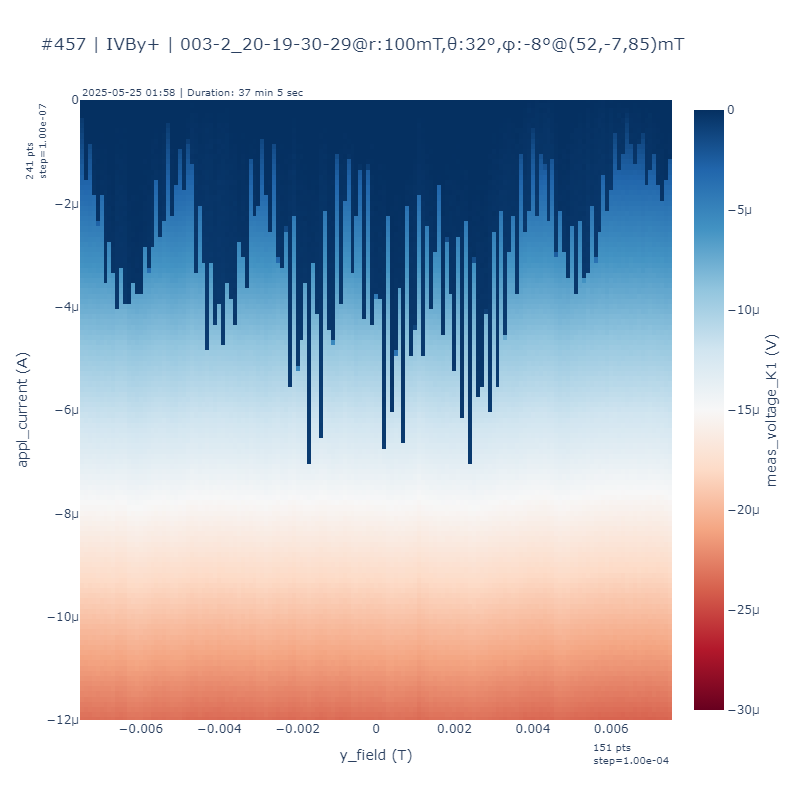 #457 | IVBy+ | 003-2_20-19-30-29@r:100mT,θ:32°,φ:-8°@(52,-7,85)mT
2025-05-25 01:58 | Duration: 37 min 5 sec
241 pts
step=1.00e-07
0
−2µ
−4µ
−6µ
−8µ
−10µ
−12µ
appl_current (A)
−0.006
−0.004
−0.002
0
0.002
0.004
0.006
y_field (T)
151 pts
step=1.00e-04
0
−5µ
−10µ
−15µ
−20µ
−25µ
−30µ
meas_voltage_K1 (V)